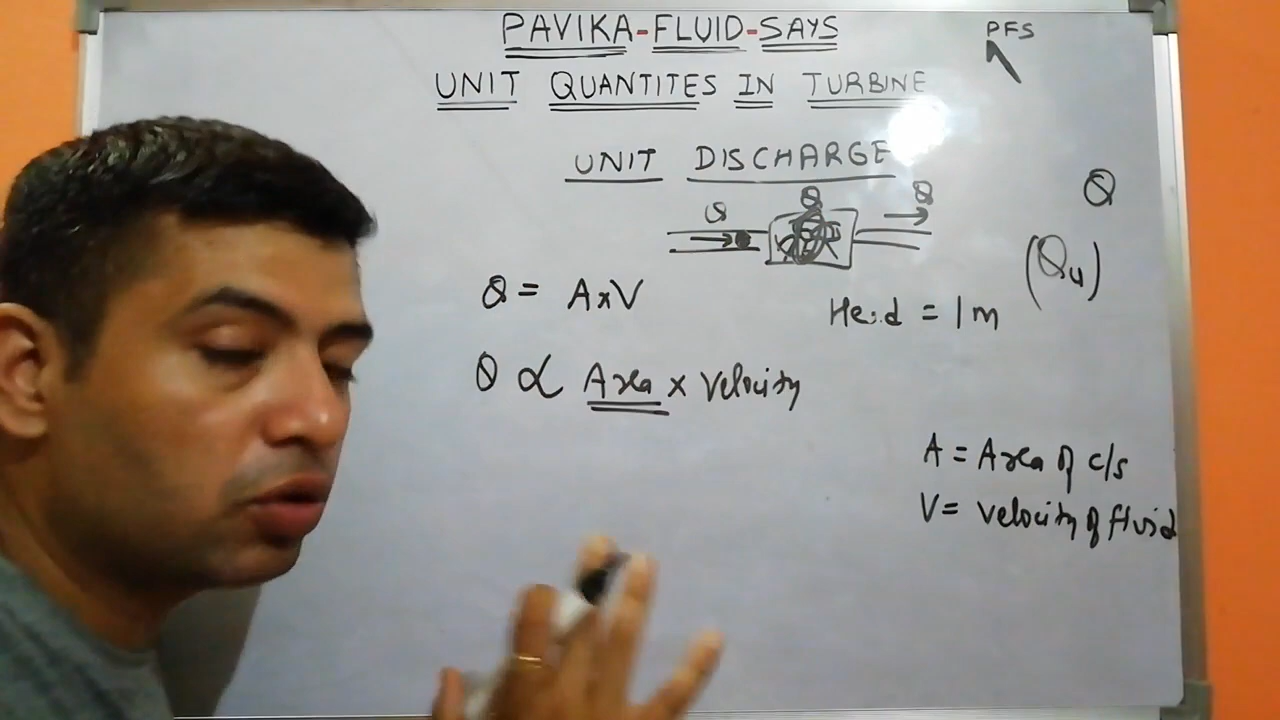 PAVIKA-FLUID-SAYS
PFS
UNIT QUANTITES IN TURBINE
UNIT DISCHARGE
Q Q Q
Q
(Qu)
Q = A×V
Head = 1m
Q ∝ Area × Velocity
A = Area of c/s
V = Velocity of fluid